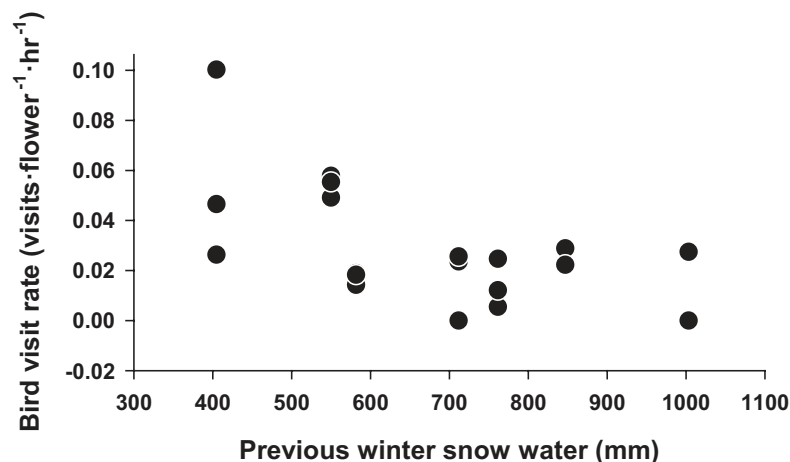 Bird visit rate (visits·flower⁻¹·hr⁻¹)
0.10
0.08
0.06
0.04
0.02
0.00
-0.02
300 400 500 600 700 800 900 1000 1100
Previous winter snow water (mm)